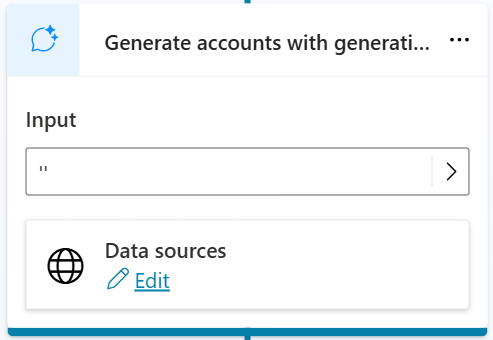 Generate accounts with generati...
Input
''
Data sources
Edit